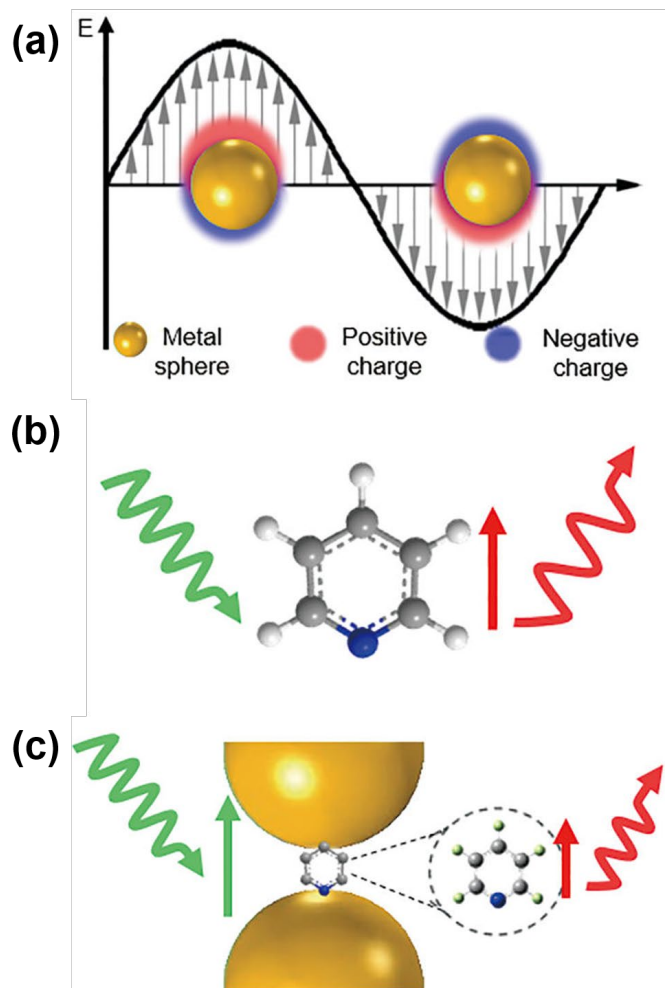 (a)
E
Metal
sphere
Positive
charge
Negative
charge
(b)
(c)